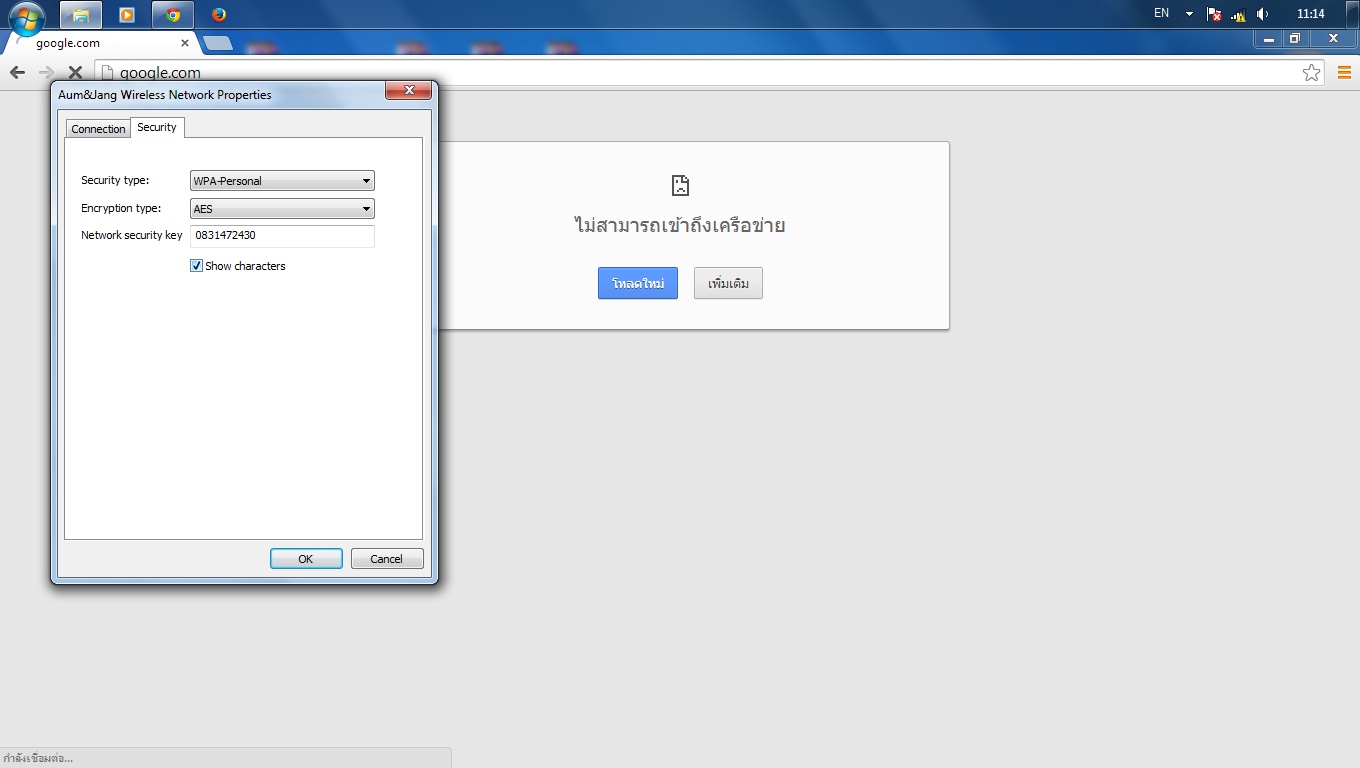 EN
11:14
google.com
google.com
Aum&Jang Wireless Network Properties
Connection
Security
Security type:
WPA-Personal
Encryption type:
AES
Network security key
0831472430
Show characters
OK
Cancel
ไม่สามารถเข้าถึงเครือข่าย
โหลดใหม่
เพิ่มเติม
กำลังเชื่อมต่อ...